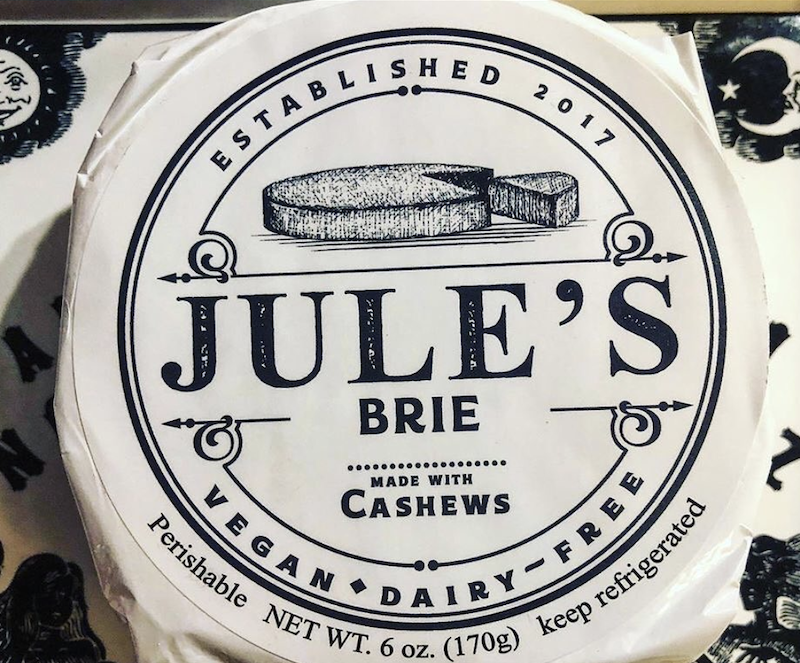 ESTABLISHED 2017
JULE'S
BRIE
MADE WITH
CASHEWS
VEGAN ◆ DAIRY~FREE
Perishable NET WT. 6 oz. (170g) keep refrigerated